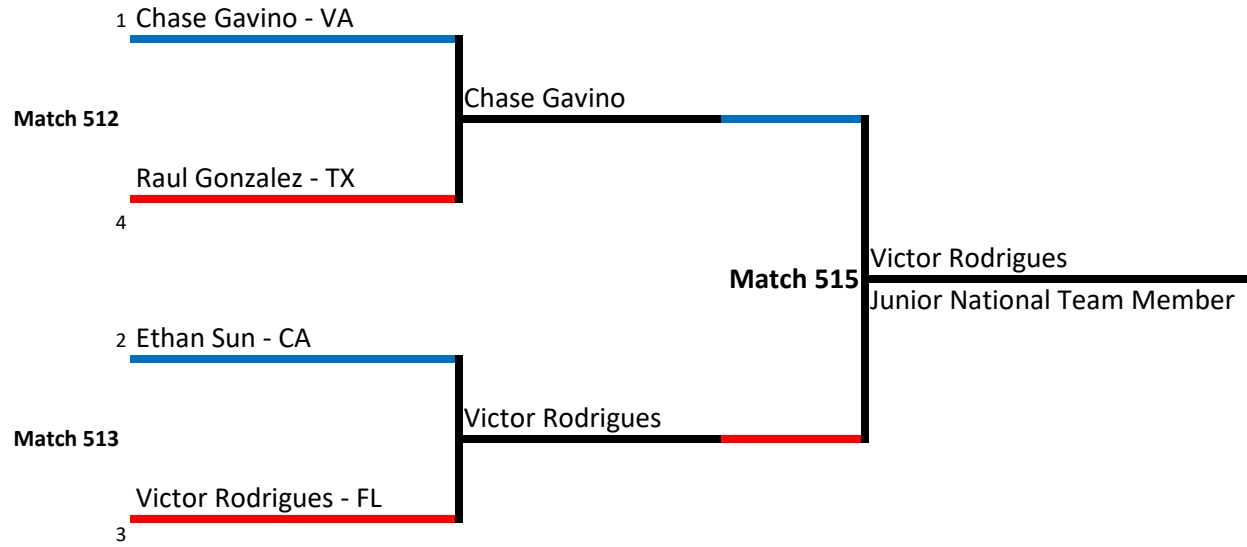 1 Chase Gavino - VA
Match 512
Chase Gavino
Raul Gonzalez - TX
4
Match 515
Victor Rodrigues
Junior National Team Member
2 Ethan Sun - CA
Match 513
Victor Rodrigues
Victor Rodrigues - FL
3